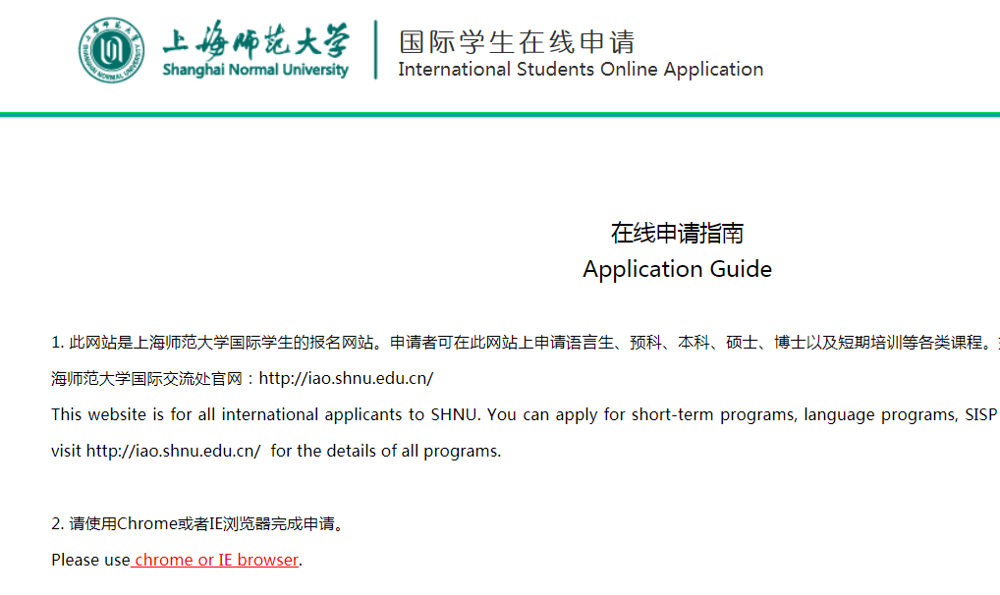 上海师范大学
Shanghai Normal University
国际学生在线申请
International Students Online Application
在线申请指南
Application Guide
1. 此网站是上海师范大学国际学生的报名网站。申请者可在此网站上申请语言生、预科、本科、硕士、博士以及短期培训等各类课程。
海师范大学国际交流处官网：http://iao.shnu.edu.cn/
This website is for all international applicants to SHNU. You can apply for short-term programs, language programs, SISP
visit http://iao.shnu.edu.cn/ for the details of all programs.
2. 请使用Chrome或者IE浏览器完成申请。
Please use chrome or IE browser.